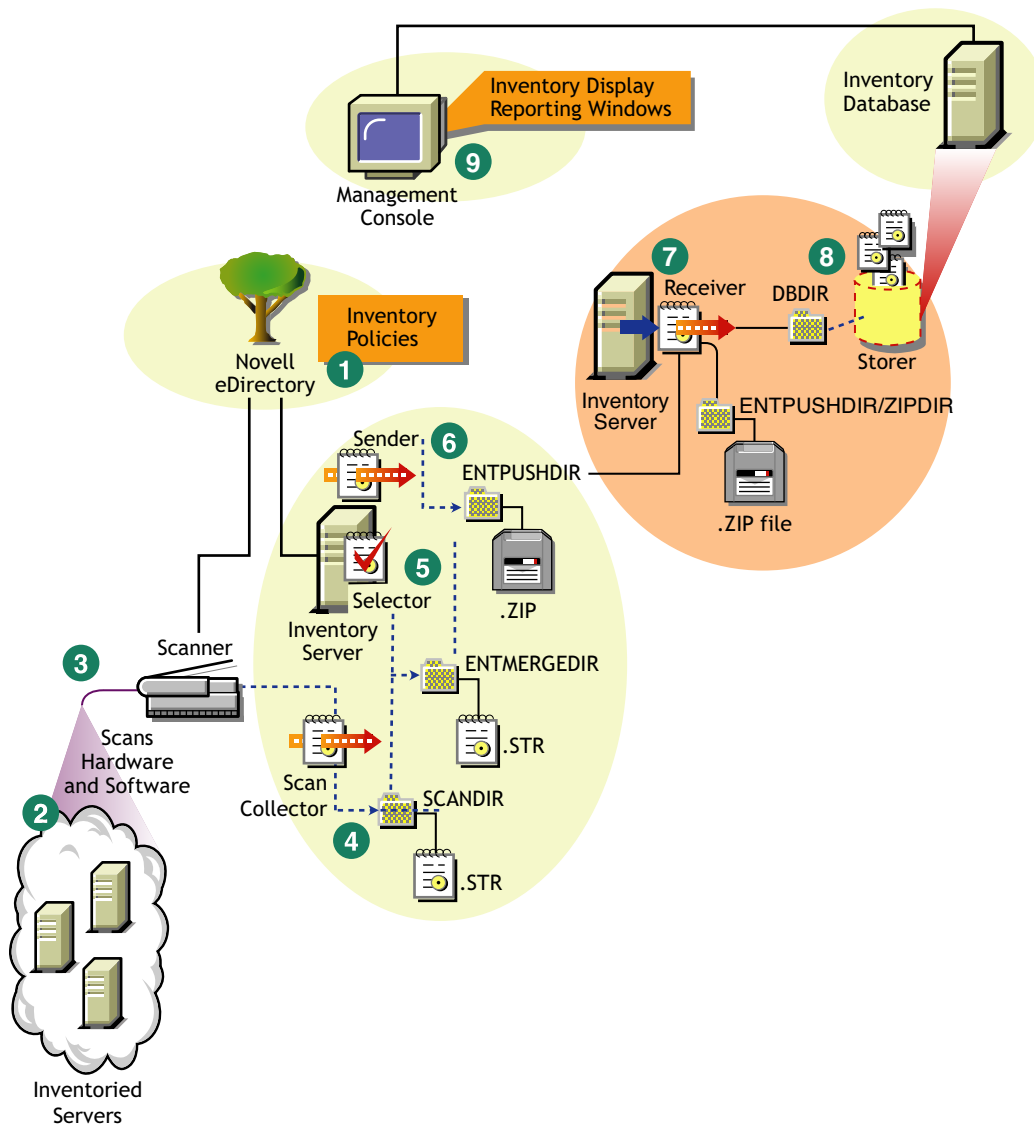 Inventory Display
Reporting Windows
Inventory
Database
9
Management
Console
7
Receiver
8
DBDIR
Inventory
Policies
Novell
eDirectory
1
Storer
Inventory
Server
ENTPUSHDIR/ZIPDIR
.ZIP file
Sender
6
ENTPUSHDIR
5
Selector
.ZIP
Inventory
Server
Scanner
3
ENTMERGEDIR
.STR
Scans
Hardware
and Software
Scan
Collector
SCANDIR
4
.STR
2
Inventoried
Servers